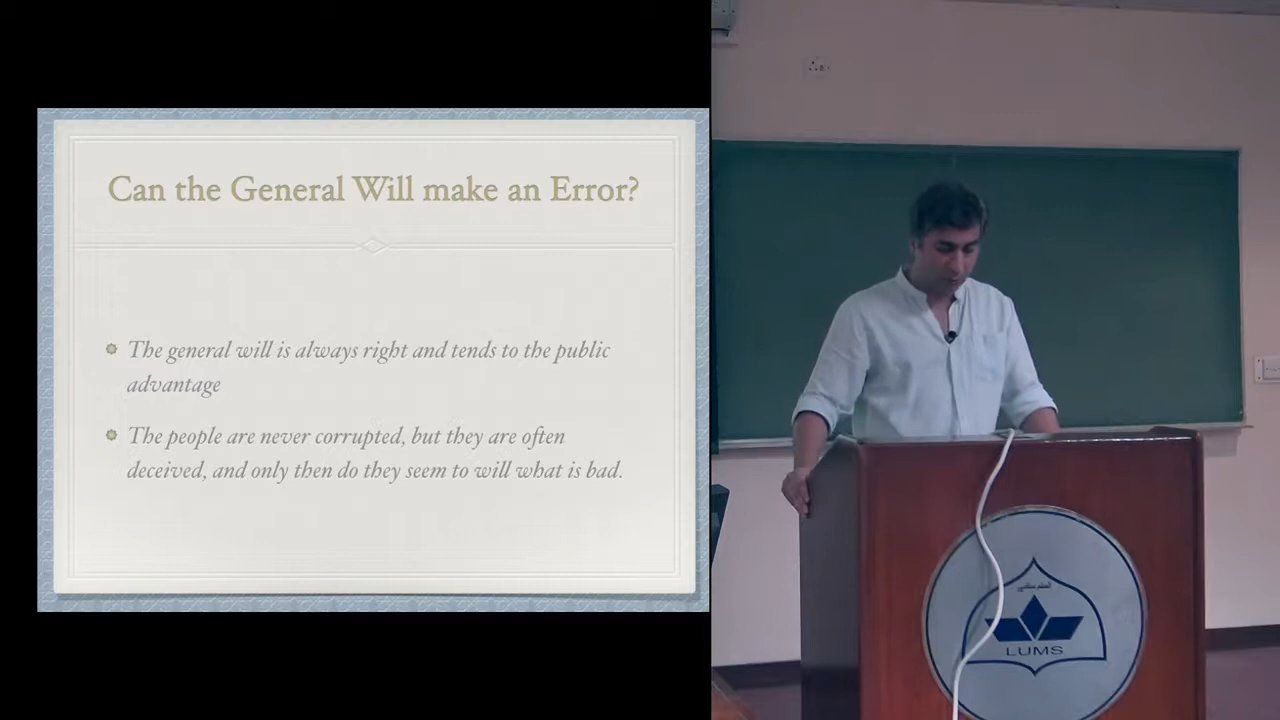 Can the General Will make an Error?
The general will is always right and tends to the public
advantage
The people are never corrupted, but they are often
deceived, and only then do they seem to will what is bad.
LUMS